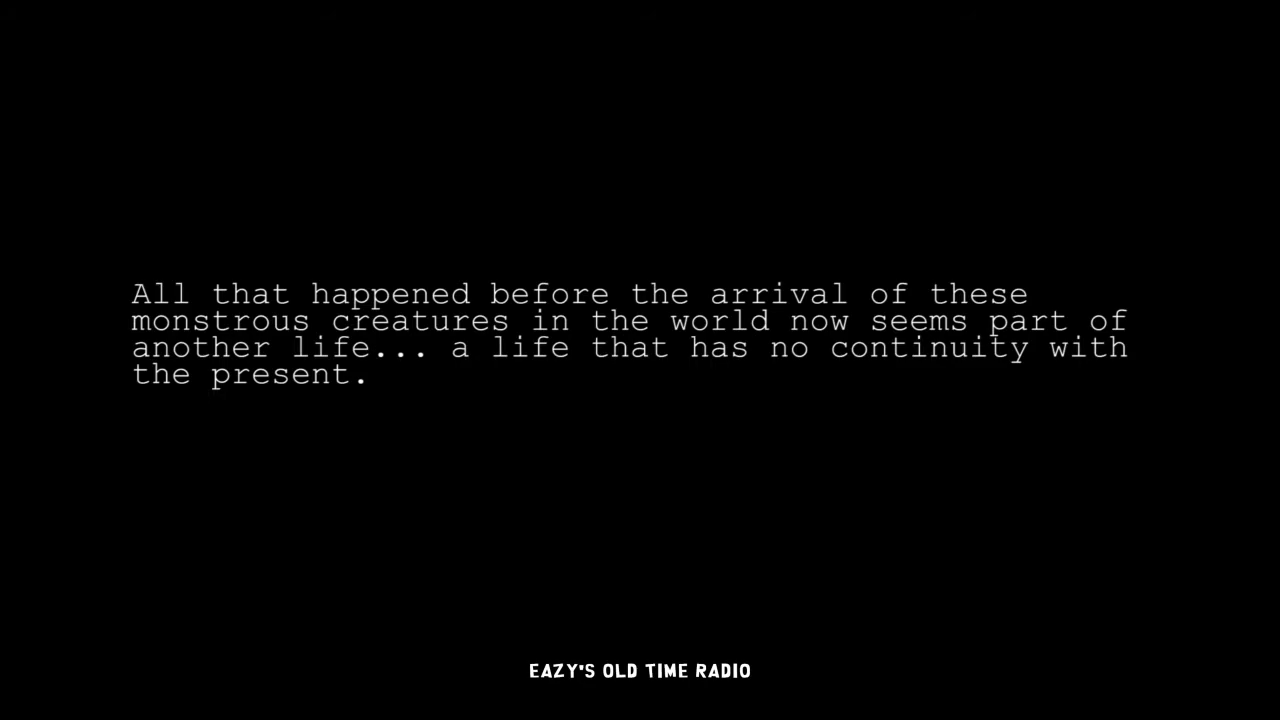 All that happened before the arrival of these
monstrous creatures in the world now seems part of
another life... a life that has no continuity with
the present.
EAZY'S OLD TIME RADIO